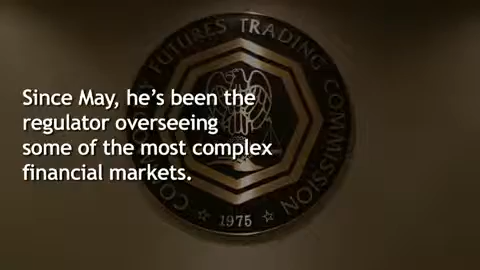 Since May, he's been the
regulator overseeing
some of the most complex
financial markets.
FUTURES TRADING COMMISSION
1975